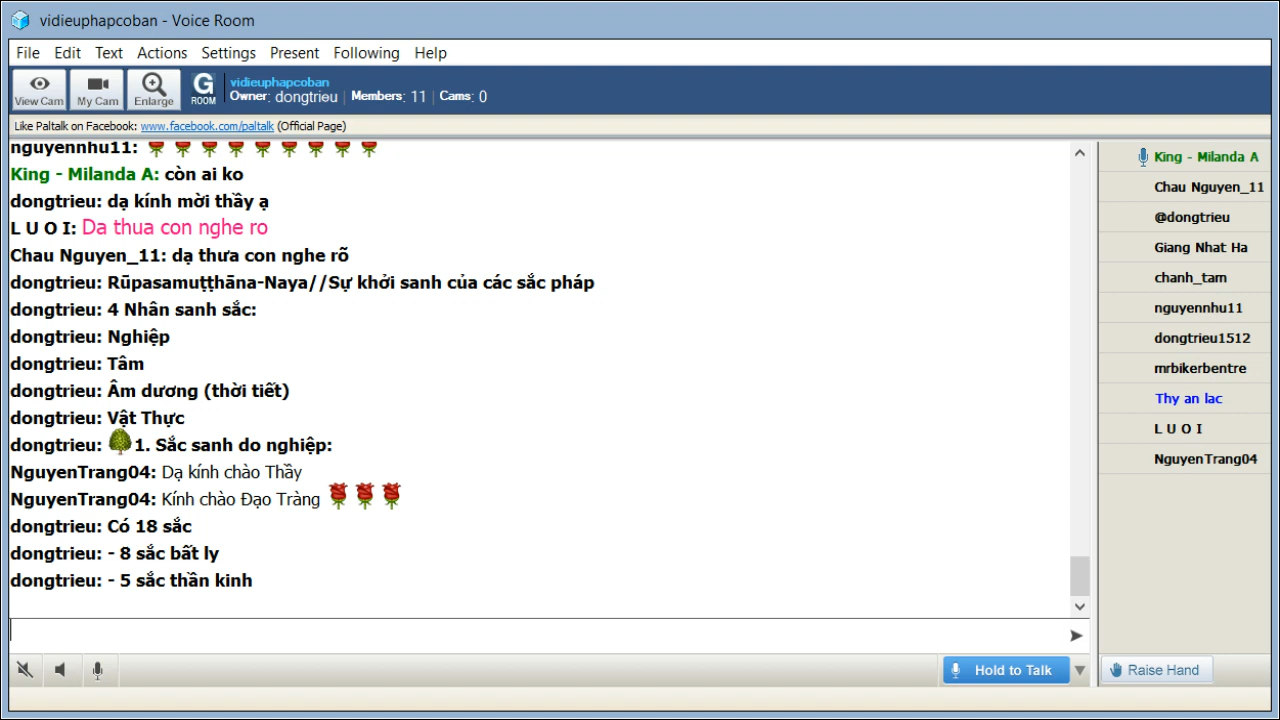 vidieuphapcoban - Voice Room
File Edit Text Actions Settings Present Following Help
View Cam My Cam Enlarge G ROOM
vidieuphapcoban
Owner: dongtrieu | Members: 11 | Cams: 0
Like Paltalk on Facebook: www.facebook.com/paltalk (Official Page)
nguyennhu11:
King - Milanda A: còn ai ko
dongtrieu: dạ kính mời thầy ạ
L U O I: Da thua con nghe ro
Chau Nguyen_11: dạ thưa con nghe rõ
dongtrieu: Rūpasamuṭṭhāna-Naya//Sự khởi sanh của các sắc pháp
dongtrieu: 4 Nhân sanh sắc:
dongtrieu: Nghiệp
dongtrieu: Tâm
dongtrieu: Âm dương (thời tiết)
dongtrieu: Vật Thực
dongtrieu: 1. Sắc sanh do nghiệp:
NguyenTrang04: Dạ kính chào Thầy
NguyenTrang04: Kính chào Đạo Tràng
dongtrieu: Có 18 sắc
dongtrieu: - 8 sắc bất ly
dongtrieu: - 5 sắc thần kinh
King - Milanda A
Chau Nguyen_11
@dongtrieu
Giang Nhat Ha
chanh_tam
nguyennhu11
dongtrieu1512
mrbikerbentre
Thy an lac
L U O I
NguyenTrang04
Hold to Talk
Raise Hand